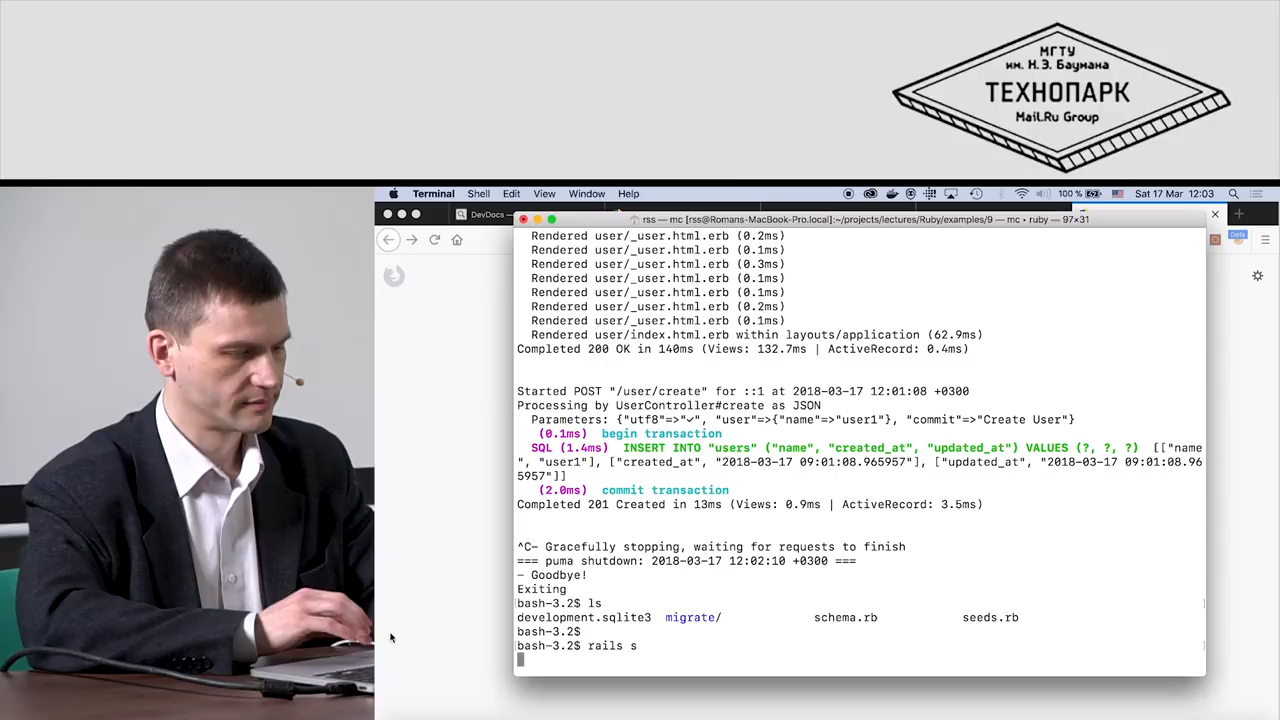 МГТУ
им. Н.Э. Баумана
ТЕХНОПАРК
Mail.Ru Group
Terminal Shell Edit View Window Help 100 % Sat 17 Mar 12:03
DevDocs —
rss — mc [rss@Romans-MacBook-Pro.local]:~/projects/lectures/Ruby/examples/9 — mc ▸ ruby — 97×31
Rendered user/_user.html.erb (0.2ms)
Rendered user/_user.html.erb (0.1ms)
Rendered user/_user.html.erb (0.3ms)
Rendered user/_user.html.erb (0.1ms)
Rendered user/_user.html.erb (0.1ms)
Rendered user/_user.html.erb (0.2ms)
Rendered user/_user.html.erb (0.1ms)
Rendered user/index.html.erb within layouts/application (62.9ms)
Completed 200 OK in 140ms (Views: 132.7ms | ActiveRecord: 0.4ms)
Started POST "/user/create" for ::1 at 2018-03-17 12:01:08 +0300
Processing by UserController#create as JSON
Parameters: {"utf8"=>"✓", "user"=>{"name"=>"user1"}, "commit"=>"Create User"}
(0.1ms) begin transaction
SQL (1.4ms) INSERT INTO "users" ("name", "created_at", "updated_at") VALUES (?, ?, ?) [["name
", "user1"], ["created_at", "2018-03-17 09:01:08.965957"], ["updated_at", "2018-03-17 09:01:08.96
5957"]]
(2.0ms) commit transaction
Completed 201 Created in 13ms (Views: 0.9ms | ActiveRecord: 3.5ms)
^C- Gracefully stopping, waiting for requests to finish
=== puma shutdown: 2018-03-17 12:02:10 +0300 ===
- Goodbye!
Exiting
bash-3.2$ ls
development.sqlite3 migrate/ schema.rb seeds.rb
bash-3.2$
bash-3.2$ rails s